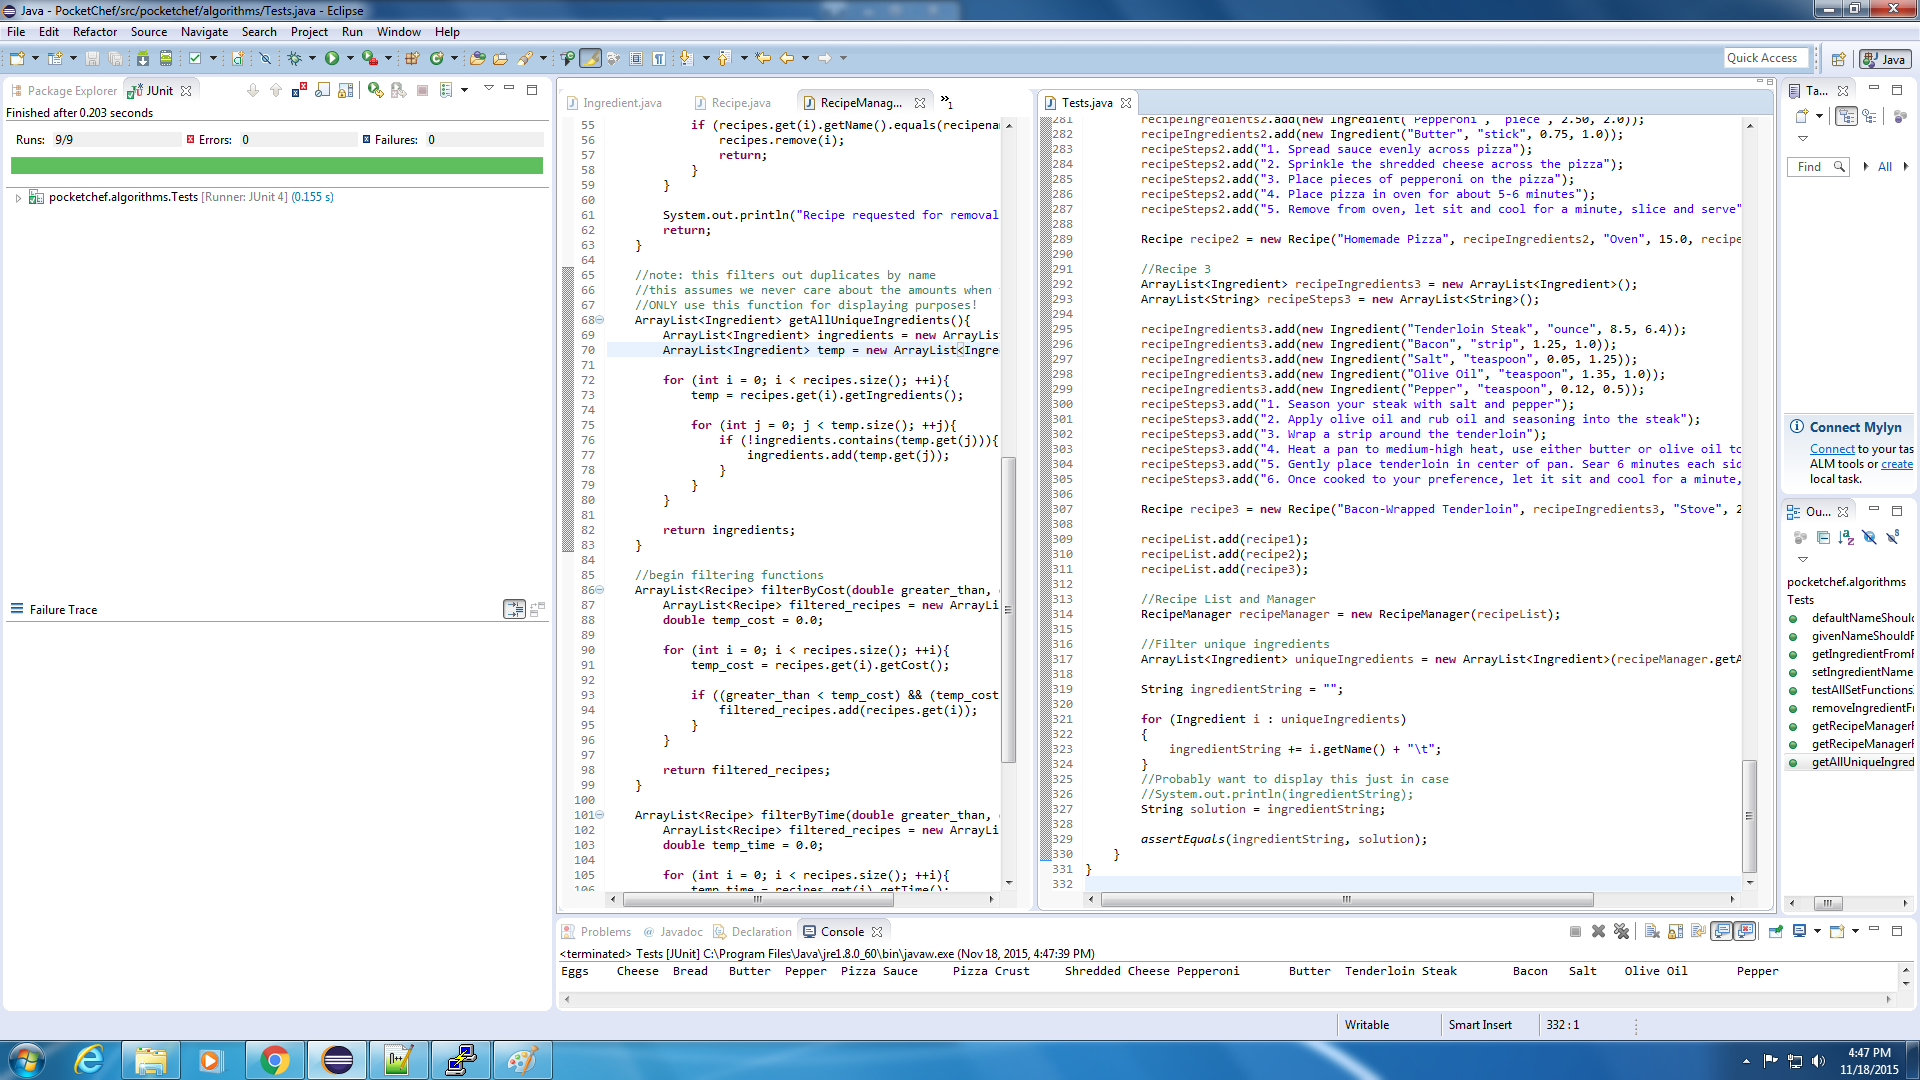 Java - PocketChef/src/pocketchef/algorithms/Tests.java - Eclipse
File Edit Refactor Source Navigate Search Project Run Window Help
Quick Access
Java
Package Explorer
JUnit
Finished after 0.203 seconds
Runs: 9/9
Errors: 0
Failures: 0
pocketchef.algorithms.Tests [Runner: JUnit 4] (0.155 s)
Failure Trace
Ingredient.java
Recipe.java
RecipeManag...
»1
55 if (recipes.get(i).getName().equals(recipena
56 recipes.remove(i);
57 return;
58 }
59 }
60
61 System.out.println("Recipe requested for removal
62 return;
63 }
64
65 //note: this filters out duplicates by name
66 //this assumes we never care about the amounts when
67 //ONLY use this function for displaying purposes!
68 ArrayList<Ingredient> getAllUniqueIngredients(){
69 ArrayList<Ingredient> ingredients = new ArrayLis
70 ArrayList<Ingredient> temp = new ArrayList<Ingre
71
72 for (int i = 0; i < recipes.size(); ++i){
73 temp = recipes.get(i).getIngredients();
74
75 for (int j = 0; j < temp.size(); ++j){
76 if (!ingredients.contains(temp.get(j))){
77 ingredients.add(temp.get(j));
78 }
79 }
80 }
81
82 return ingredients;
83 }
84
85 //begin filtering functions
86 ArrayList<Recipe> filterByCost(double greater_than,
87 ArrayList<Recipe> filtered_recipes = new ArrayLi
88 double temp_cost = 0.0;
89
90 for (int i = 0; i < recipes.size(); ++i){
91 temp_cost = recipes.get(i).getCost();
92
93 if ((greater_than < temp_cost) && (temp_cost
94 filtered_recipes.add(recipes.get(i));
95 }
96 }
97
98 return filtered_recipes;
99 }
100
101 ArrayList<Recipe> filterByTime(double greater_than,
102 ArrayList<Recipe> filtered_recipes = new ArrayLi
103 double temp_time = 0.0;
104
105 for (int i = 0; i < recipes.size(); ++i){
106 temp_time = recipes.get(i).getTime();
Tests.java
281 recipeIngredients2.add(new Ingredient("Pepperoni", "piece", 2.50, 2.0));
282 recipeIngredients2.add(new Ingredient("Butter", "stick", 0.75, 1.0));
283 recipeSteps2.add("1. Spread sauce evenly across pizza");
284 recipeSteps2.add("2. Sprinkle the shredded cheese across the pizza");
285 recipeSteps2.add("3. Place pieces of pepperoni on the pizza");
286 recipeSteps2.add("4. Place pizza in oven for about 5-6 minutes");
287 recipeSteps2.add("5. Remove from oven, let sit and cool for a minute, slice and serve"
288
289 Recipe recipe2 = new Recipe("Homemade Pizza", recipeIngredients2, "Oven", 15.0, recipe
290
291 //Recipe 3
292 ArrayList<Ingredient> recipeIngredients3 = new ArrayList<Ingredient>();
293 ArrayList<String> recipeSteps3 = new ArrayList<String>();
294
295 recipeIngredients3.add(new Ingredient("Tenderloin Steak", "ounce", 8.5, 6.4));
296 recipeIngredients3.add(new Ingredient("Bacon", "strip", 1.25, 1.0));
297 recipeIngredients3.add(new Ingredient("Salt", "teaspoon", 0.05, 1.25));
298 recipeIngredients3.add(new Ingredient("Olive Oil", "teaspoon", 1.35, 1.0));
299 recipeIngredients3.add(new Ingredient("Pepper", "teaspoon", 0.12, 0.5));
300 recipeSteps3.add("1. Season your steak with salt and pepper");
301 recipeSteps3.add("2. Apply olive oil and rub oil and seasoning into the steak");
302 recipeSteps3.add("3. Wrap a strip around the tenderloin");
303 recipeSteps3.add("4. Heat a pan to medium-high heat, use either butter or olive oil to
304 recipeSteps3.add("5. Gently place tenderloin in center of pan. Sear 6 minutes each sid
305 recipeSteps3.add("6. Once cooked to your preference, let it sit and cool for a minute,
306
307 Recipe recipe3 = new Recipe("Bacon-Wrapped Tenderloin", recipeIngredients3, "Stove", 2
308
309 recipeList.add(recipe1);
310 recipeList.add(recipe2);
311 recipeList.add(recipe3);
312
313 //Recipe List and Manager
314 RecipeManager recipeManager = new RecipeManager(recipeList);
315
316 //Filter unique ingredients
317 ArrayList<Ingredient> uniqueIngredients = new ArrayList<Ingredient>(recipeManager.getA
318
319 String ingredientString = "";
320
321 for (Ingredient i : uniqueIngredients)
322 {
323 ingredientString += i.getName() + "\t";
324 }
325 //Probably want to display this just in case
326 //System.out.println(ingredientString);
327 String solution = ingredientString;
328
329 assertEquals(ingredientString, solution);
330 }
331 }
332
Ta...
Find
All
Connect Mylyn
Connect to your tas
ALM tools or create
local task.
Ou...
pocketchef.algorithms
Tests
defaultNameShoul
givenNameShouldF
getIngredientFromI
setIngredientName
testAllSetFunctions
removeIngredientFr
getRecipeManagerF
getRecipeManagerF
getAllUniqueIngred
Problems
@ Javadoc
Declaration
Console
<terminated> Tests [JUnit] C:\Program Files\Java\jre1.8.0_60\bin\javaw.exe (Nov 18, 2015, 4:47:39 PM)
Eggs Cheese Bread Butter Pepper Pizza Sauce Pizza Crust Shredded Cheese Pepperoni Butter Tenderloin Steak Bacon Salt Olive Oil Pepper
Writable
Smart Insert
332 : 1
4:47 PM
11/18/2015